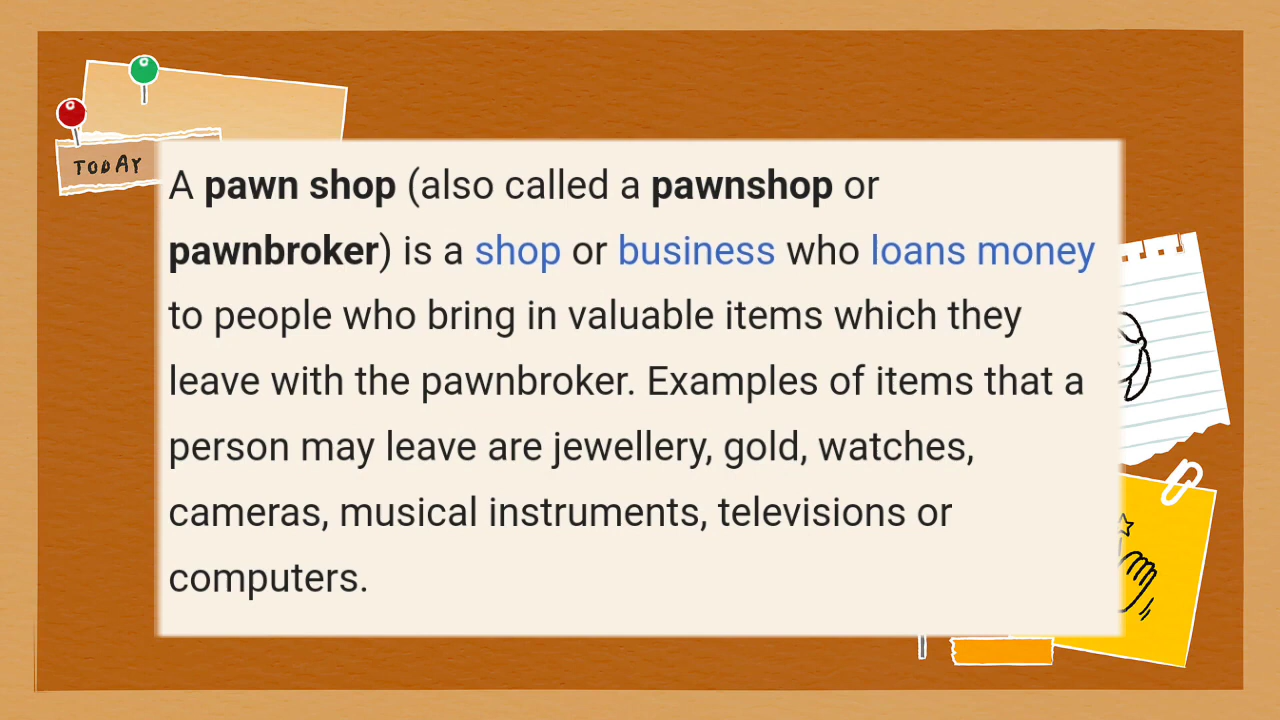 TODAY
A pawn shop (also called a pawnshop or
pawnbroker) is a shop or business who loans money
to people who bring in valuable items which they
leave with the pawnbroker. Examples of items that a
person may leave are jewellery, gold, watches,
cameras, musical instruments, televisions or
computers.